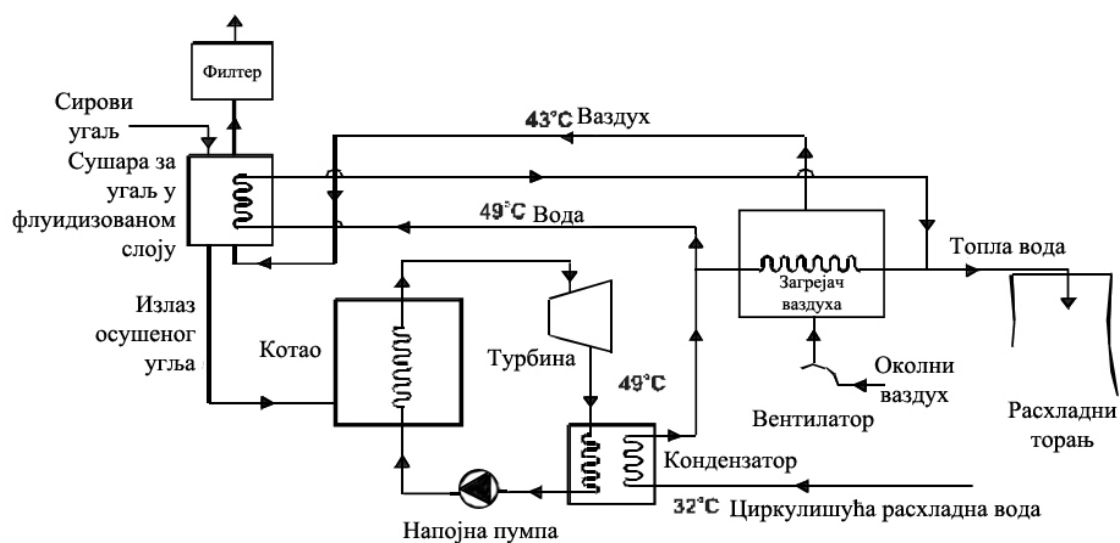 Филтер
Сирови
угаљ
43°C Ваздух
Сушара за
угаљ у
флуидизованом
слоју
49°C Вода
Топла вода
Загрејач
ваздуха
Излаз
осушеног
угља
Котао
Турбина
49°C
Околни
ваздух
Вентилатор
Расхладни
торањ
Кондензатор
32°C Циркулишућа расхладна вода
Напојна пумпа